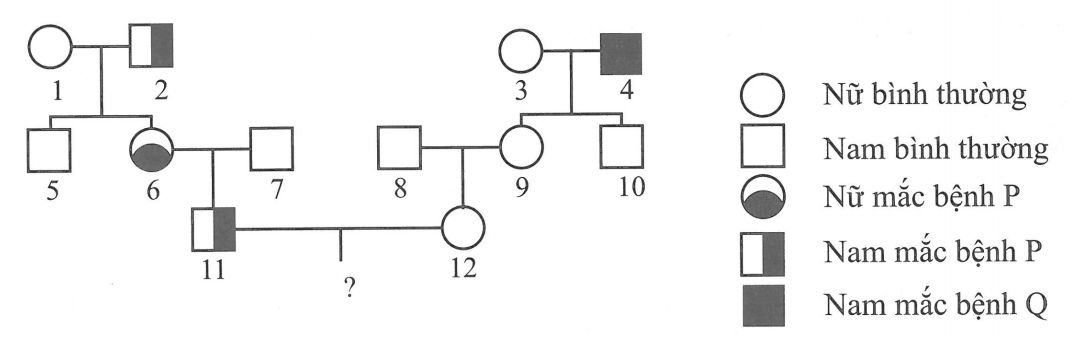 1
2
3
4
5
6
7
8
9
10
11
12
?
Nữ bình thường
Nam bình thường
Nữ mắc bệnh P
Nam mắc bệnh P
Nam mắc bệnh Q